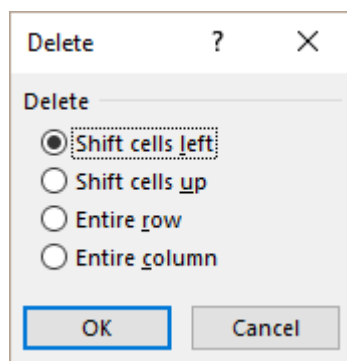 Delete ?
Delete
Shift cells left
Shift cells up
Entire row
Entire column
OK Cancel